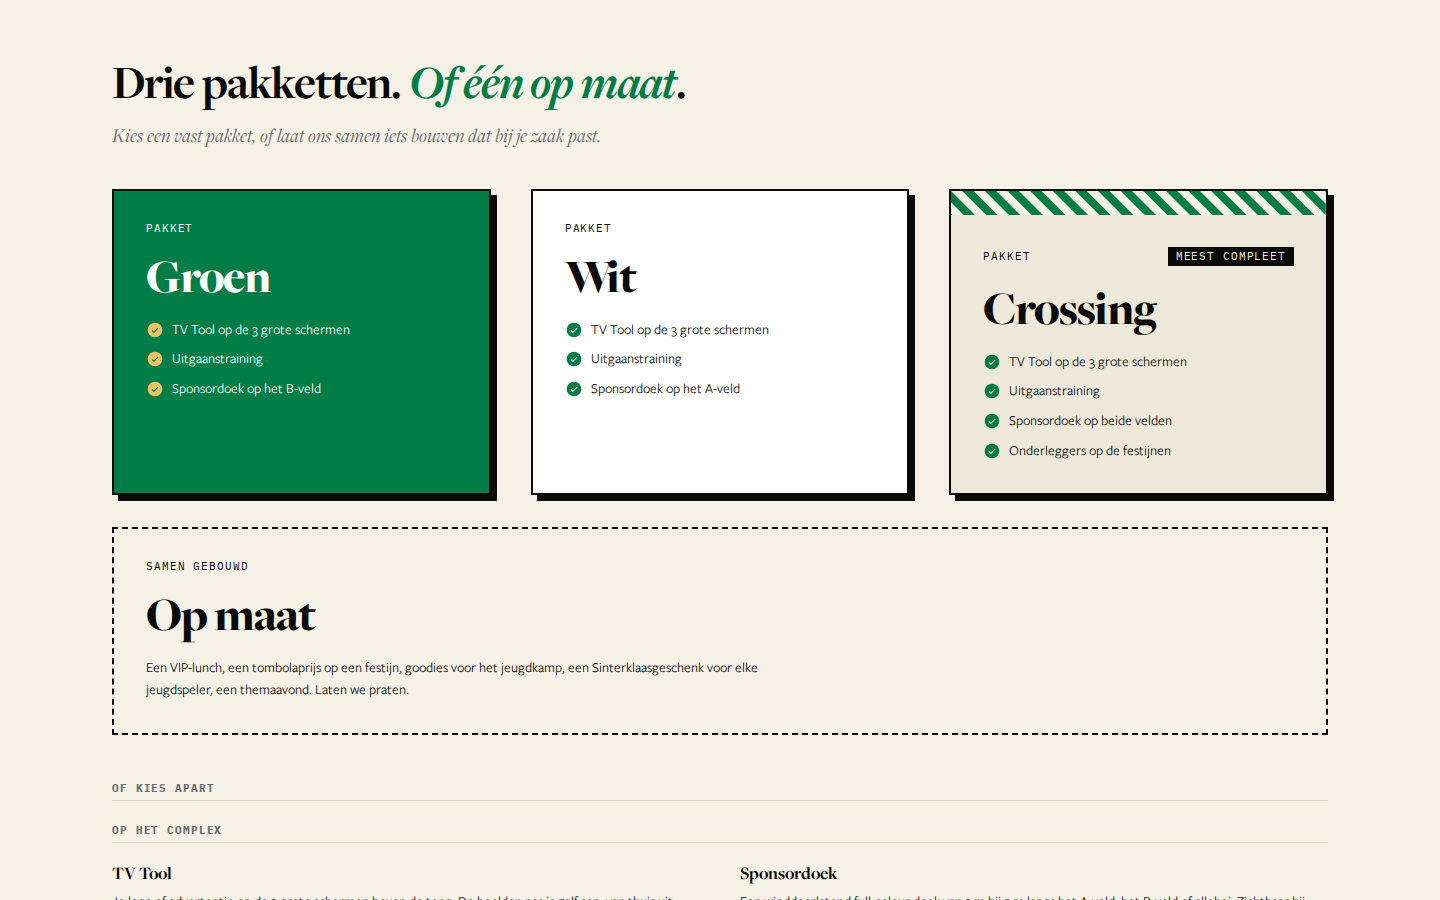 Drie pakketten. Of één op maat.
Kies een vast pakket, of laat ons samen iets bouwen dat bij je zaak past.
PAKKET
Groen
TV Tool op de 3 grote schermen
Uitgaanstraining
Sponsordoek op het B-veld
PAKKET
Wit
TV Tool op de 3 grote schermen
Uitgaanstraining
Sponsordoek op het A-veld
PAKKET
MEEST COMPLEET
Crossing
TV Tool op de 3 grote schermen
Uitgaanstraining
Sponsordoek op beide velden
Onderleggers op de festijnen
SAMEN GEBOUWD
Op maat
Een VIP-lunch, een tombolaprijs op een festijn, goodies voor het jeugdkamp, een Sinterklaasgeschenk voor elke
jeugdspeler, een themaavond. Laten we praten.
OF KIES APART
OP HET COMPLEX
TV Tool
Sponsordoek